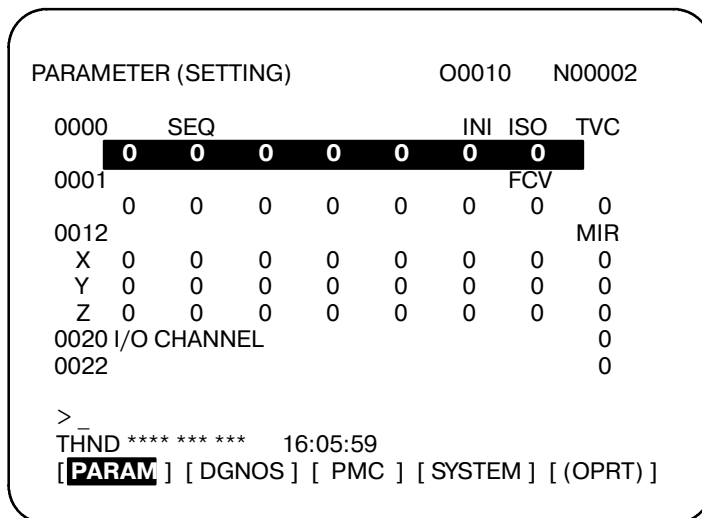 PARAMETER (SETTING) O00010 N00002
0000 SEQ INI ISO TVC
0 0 0 0 0 0 0
0001 FCV
0 0 0 0 0 0 0 0
0012 MIR
X 0 0 0 0 0 0 0 0
Y 0 0 0 0 0 0 0 0
Z 0 0 0 0 0 0 0 0
0020 I/O CHANNEL 0
0022 0
>_
THND **** *** *** 16:05:59
[ PARAM ] [ DGNOS ] [ PMC ] [ SYSTEM ] [ (OPRT) ]